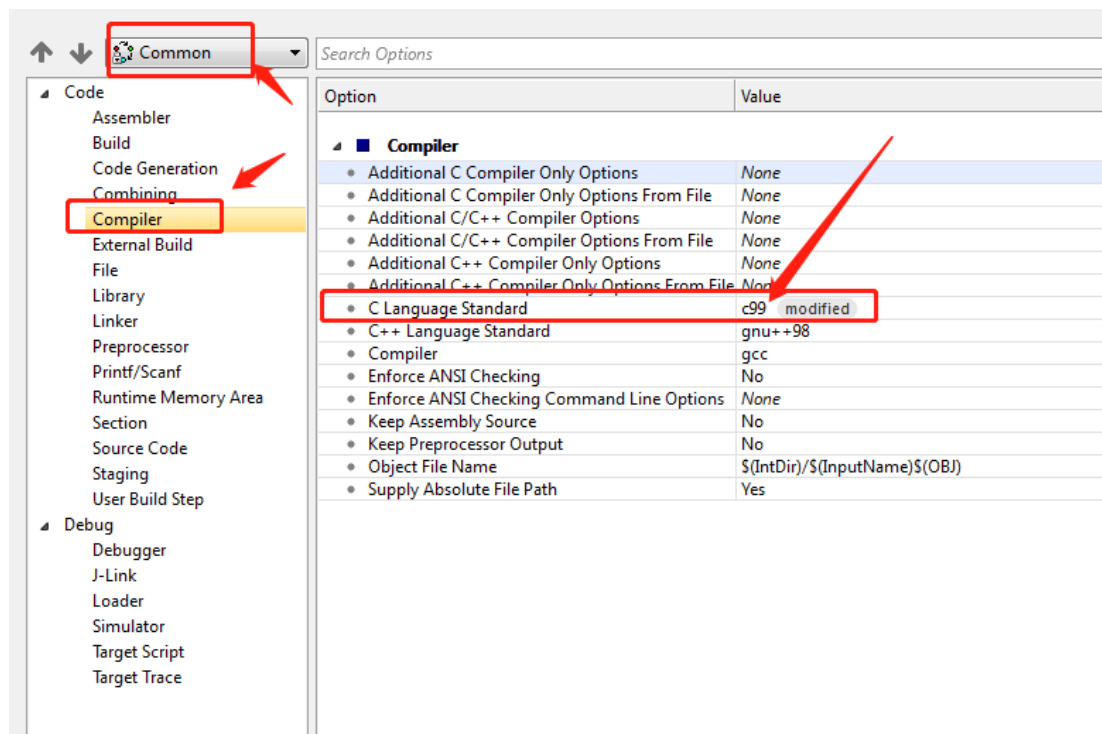 Common
Search Options
Code
Assembler
Build
Code Generation
Combining
Compiler
External Build
File
Library
Linker
Preprocessor
Printf/Scanf
Runtime Memory Area
Section
Source Code
Staging
User Build Step
Debug
Debugger
J-Link
Loader
Simulator
Target Script
Target Trace
Option Value
Compiler
Additional C Compiler Only Options None
Additional C Compiler Only Options From File None
Additional C/C++ Compiler Options None
Additional C/C++ Compiler Options From File None
Additional C++ Compiler Only Options None
Additional C++ Compiler Only Options From File None
C Language Standard c99 modified
C++ Language Standard gnu++98
Compiler gcc
Enforce ANSI Checking No
Enforce ANSI Checking Command Line Options None
Keep Assembly Source No
Keep Preprocessor Output No
Object File Name $(IntDir)/$(InputName)$(OBJ)
Supply Absolute File Path Yes